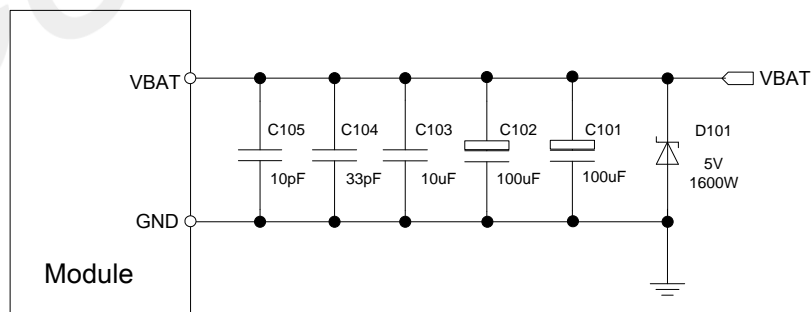 VBAT
VBAT
C105
C104
C103
C102
C101
D101
10pF
33pF
10uF
100uF
100uF
5V
1600W
GND
Module